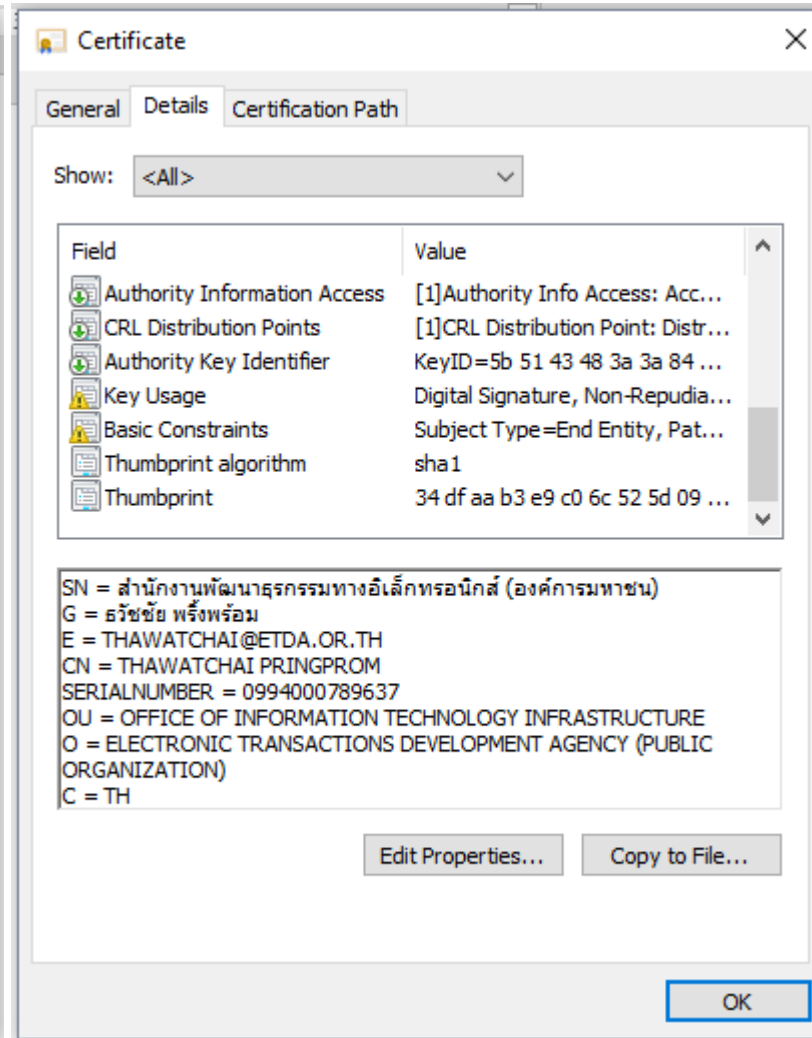 Certificate
General Details Certification Path
Show: <All>
Field Value
Authority Information Access [1]Authority Info Access: Acc...
CRL Distribution Points [1]CRL Distribution Point: Distr...
Authority Key Identifier KeyID=5b 51 43 48 3a 3a 84 ...
Key Usage Digital Signature, Non-Repudia...
Basic Constraints Subject Type=End Entity, Pat...
Thumbprint algorithm sha1
Thumbprint 34 df aa b3 e9 c0 6c 52 5d 09 ...
SN = สำนักงานพัฒนาธุรกรรมทางอิเล็กทรอนิกส์ (องค์การมหาชน)
G = ธวัชชัย พริ้งพร้อม
E = THAWATCHAI@ETDA.OR.TH
CN = THAWATCHAI PRINGPROM
SERIALNUMBER = 0994000789637
OU = OFFICE OF INFORMATION TECHNOLOGY INFRASTRUCTURE
O = ELECTRONIC TRANSACTIONS DEVELOPMENT AGENCY (PUBLIC
ORGANIZATION)
C = TH
Edit Properties... Copy to File...
OK